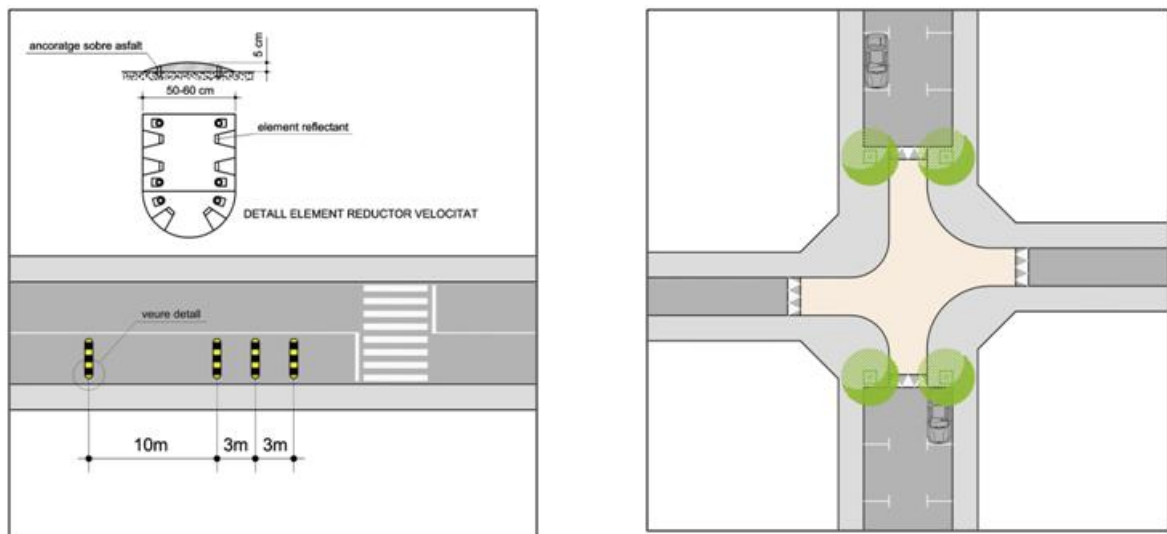 ancoratge sobre asfalt
5 cm
50-60 cm
element reflectant
DETALL ELEMENT REDUCTOR VELOCITAT
veure detall
10m
3m
3m